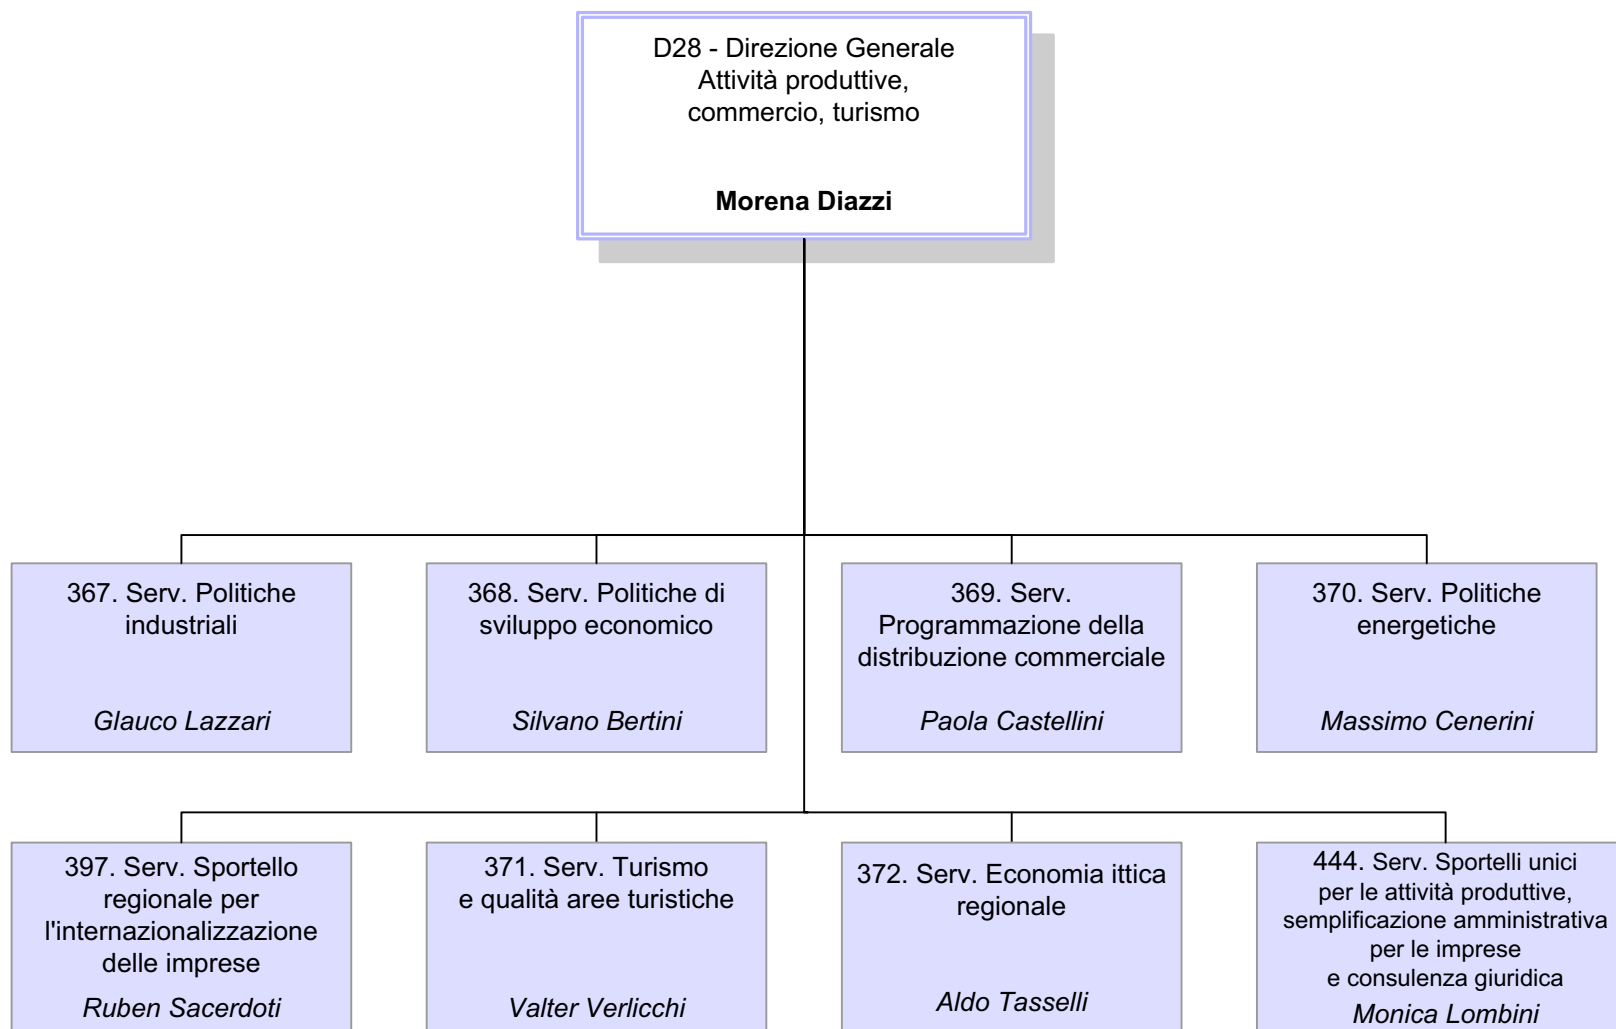 D28 - Direzione Generale
Attività produttive,
commercio, turismo
Morena Diazzi
367. Serv. Politiche
industriali
Glauco Lazzari
368. Serv. Politiche di
sviluppo economico
Silvano Bertini
369. Serv.
Programmazione della
distribuzione commerciale
Paola Castellini
370. Serv. Politiche
energetiche
Massimo Cenerini
397. Serv. Sportello
regionale per
l'internazionalizzazione
delle imprese
Ruben Sacerdoti
371. Serv. Turismo
e qualità aree turistiche
Valter Verlicchi
372. Serv. Economia ittica
regionale
Aldo Tasselli
444. Serv. Sportelli unici
per le attività produttive,
semplificazione amministrativa
per le imprese
e consulenza giuridica
Monica Lombini